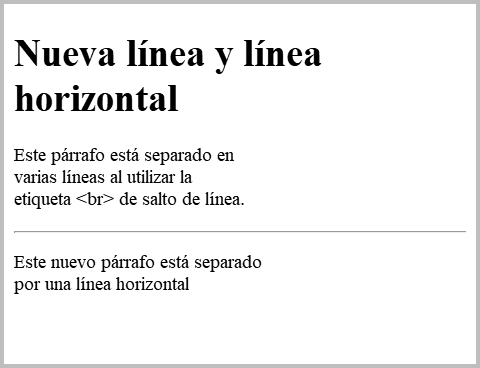 Nueva línea y línea
horizontal
Este párrafo está separado en
varias líneas al utilizar la
etiqueta <br> de salto de línea.
Este nuevo párrafo está separado
por una línea horizontal